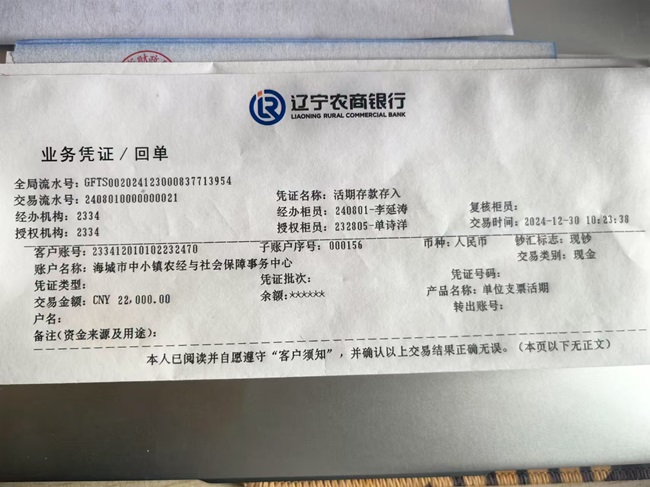 辽宁农商银行
LIAONING RURAL COMMERCIAL BANK
业务凭证/回单
全局流水号: GFTS002024123000837713954
交易流水号: 2408010000000021 凭证名称: 活期存款存入 复核柜员:
经办机构: 2334 经办柜员: 240801-李延涛 交易时间: 2024-12-30 10:23:38
授权机构: 2334 授权柜员: 232805-单诗洋
客户账号: 233412010102232470 子账户序号: 000156 币种: 人民币 钞汇标志: 现钞
账户名称: 海城市中小镇农经与社会保障事务中心 交易类别: 现金
凭证类型: 凭证批次: 凭证号码:
交易金额: CNY 22,000.00 余额:****** 产品名称: 单位支票活期
户名: 转出账号:
备注(资金来源及用途):
本人已阅读并自愿遵守“客户须知”, 并确认以上交易结果正确无误。(本页以下无正文)